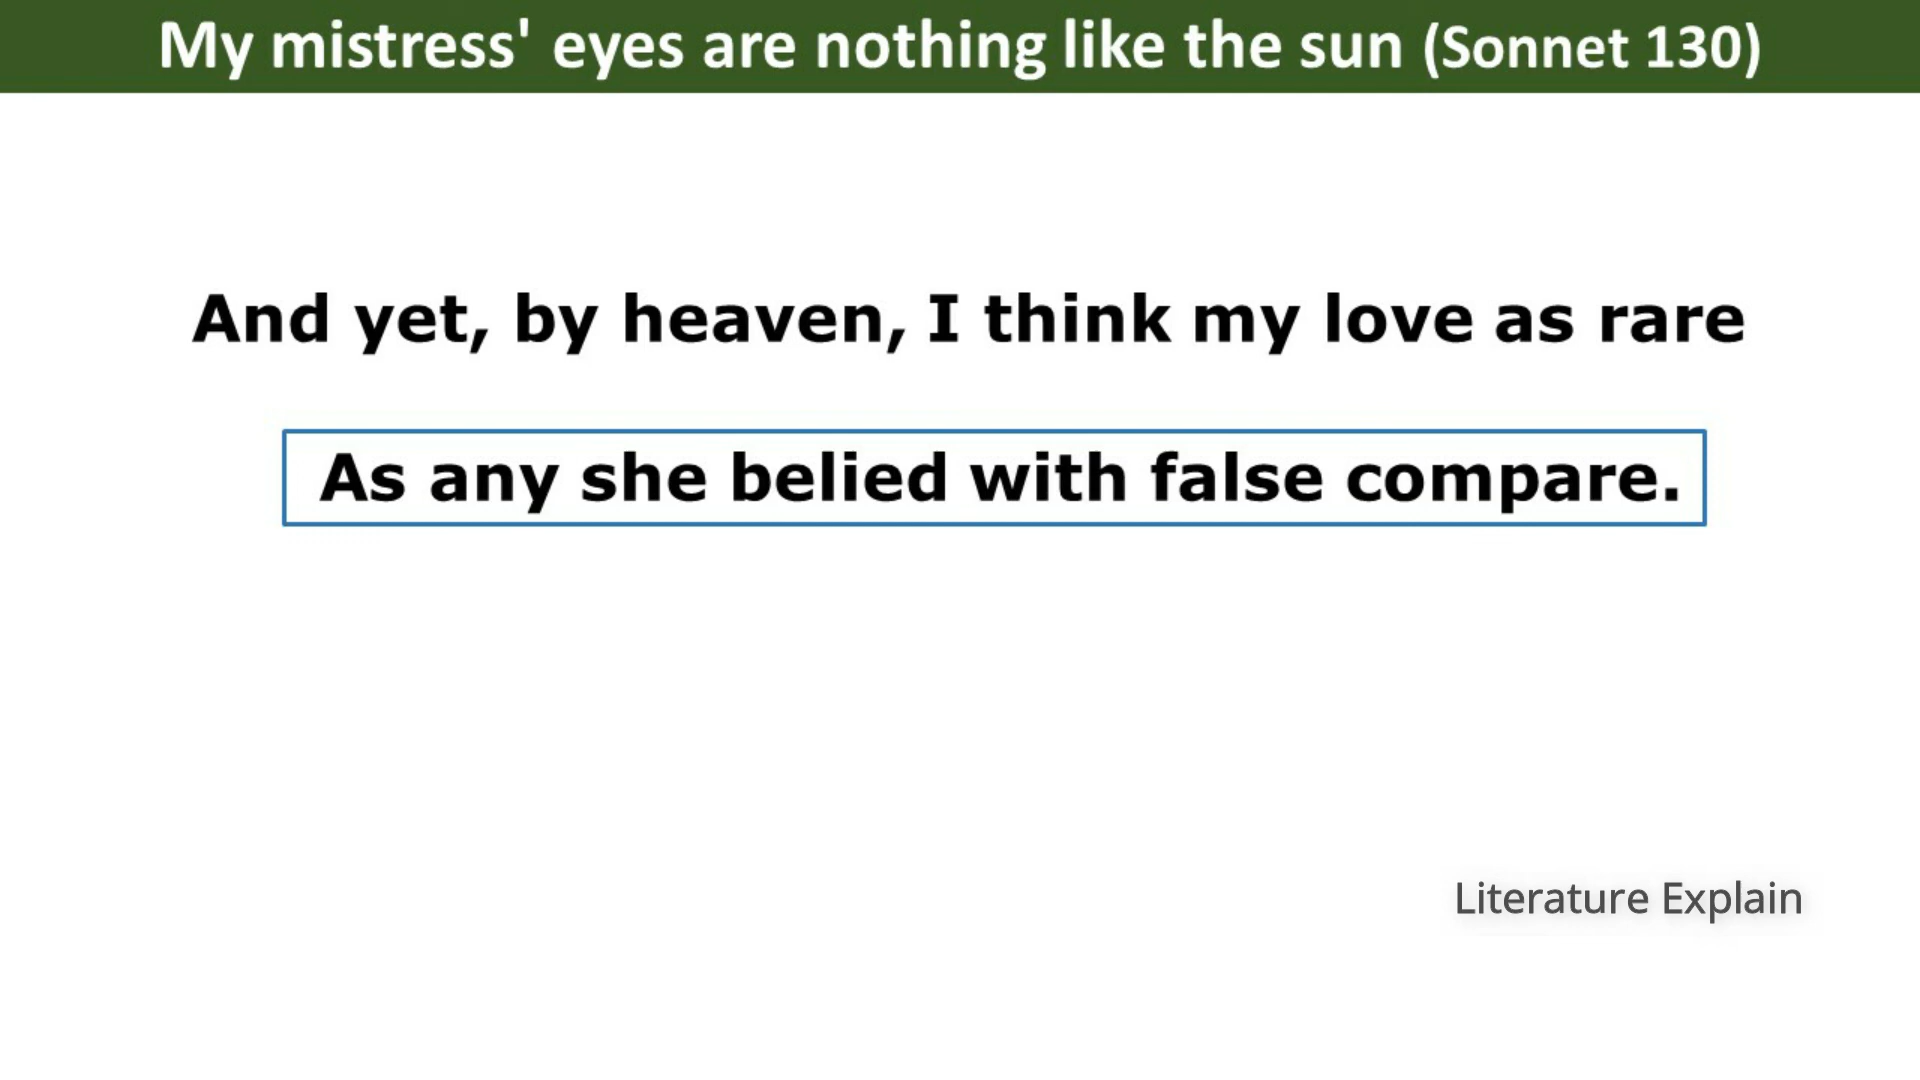 My mistress' eyes are nothing like the sun (Sonnet 130)
And yet, by heaven, I think my love as rare
As any she belied with false compare.
Literature Explain